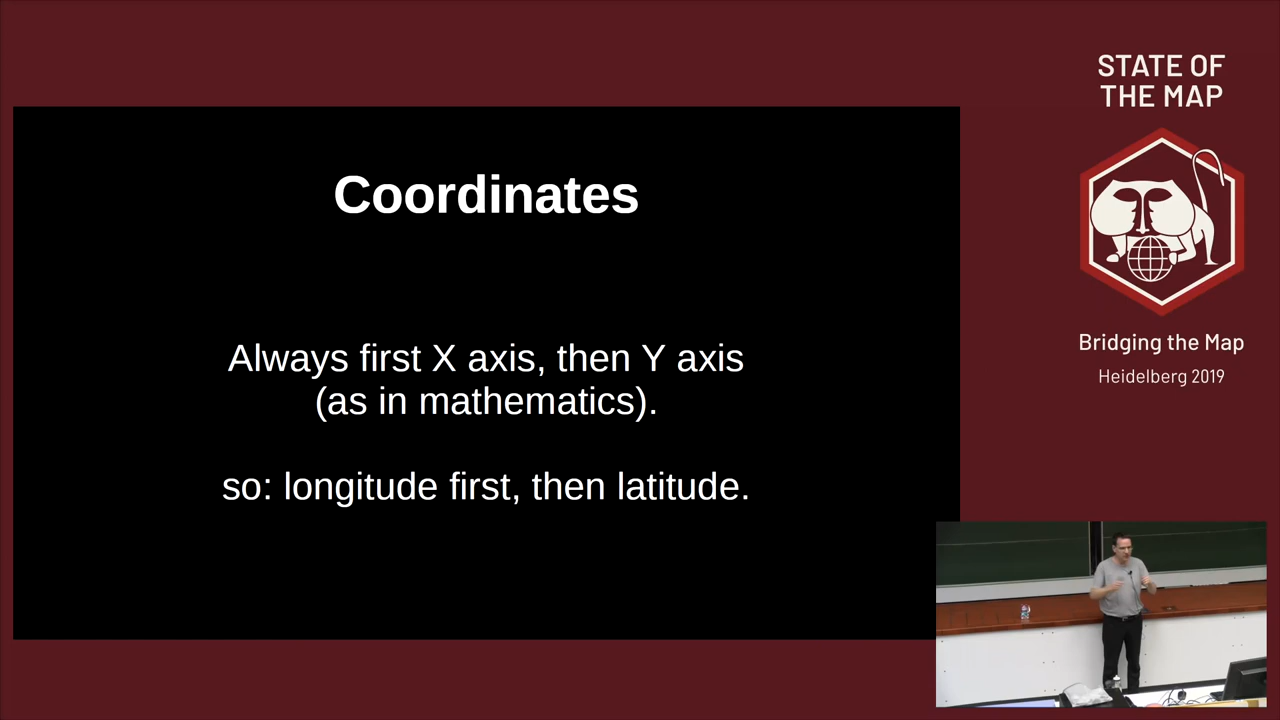 STATE OF
THE MAP
Coordinates
Always first X axis, then Y axis
(as in mathematics).
so: longitude first, then latitude.
Bridging the Map
Heidelberg 2019